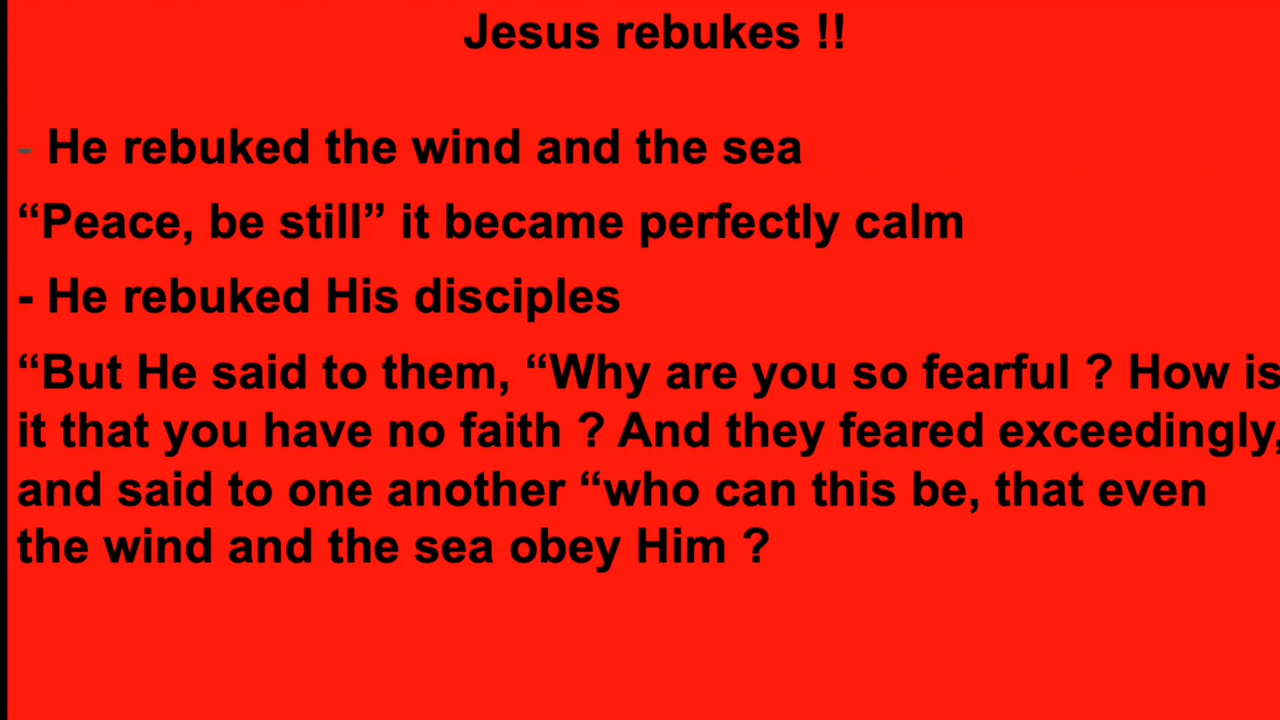 Jesus rebukes !!
- He rebuked the wind and the sea
“Peace, be still” it became perfectly calm
- He rebuked His disciples
“But He said to them, “Why are you so fearful ? How is
it that you have no faith ? And they feared exceedingly,
and said to one another “who can this be, that even
the wind and the sea obey Him ?